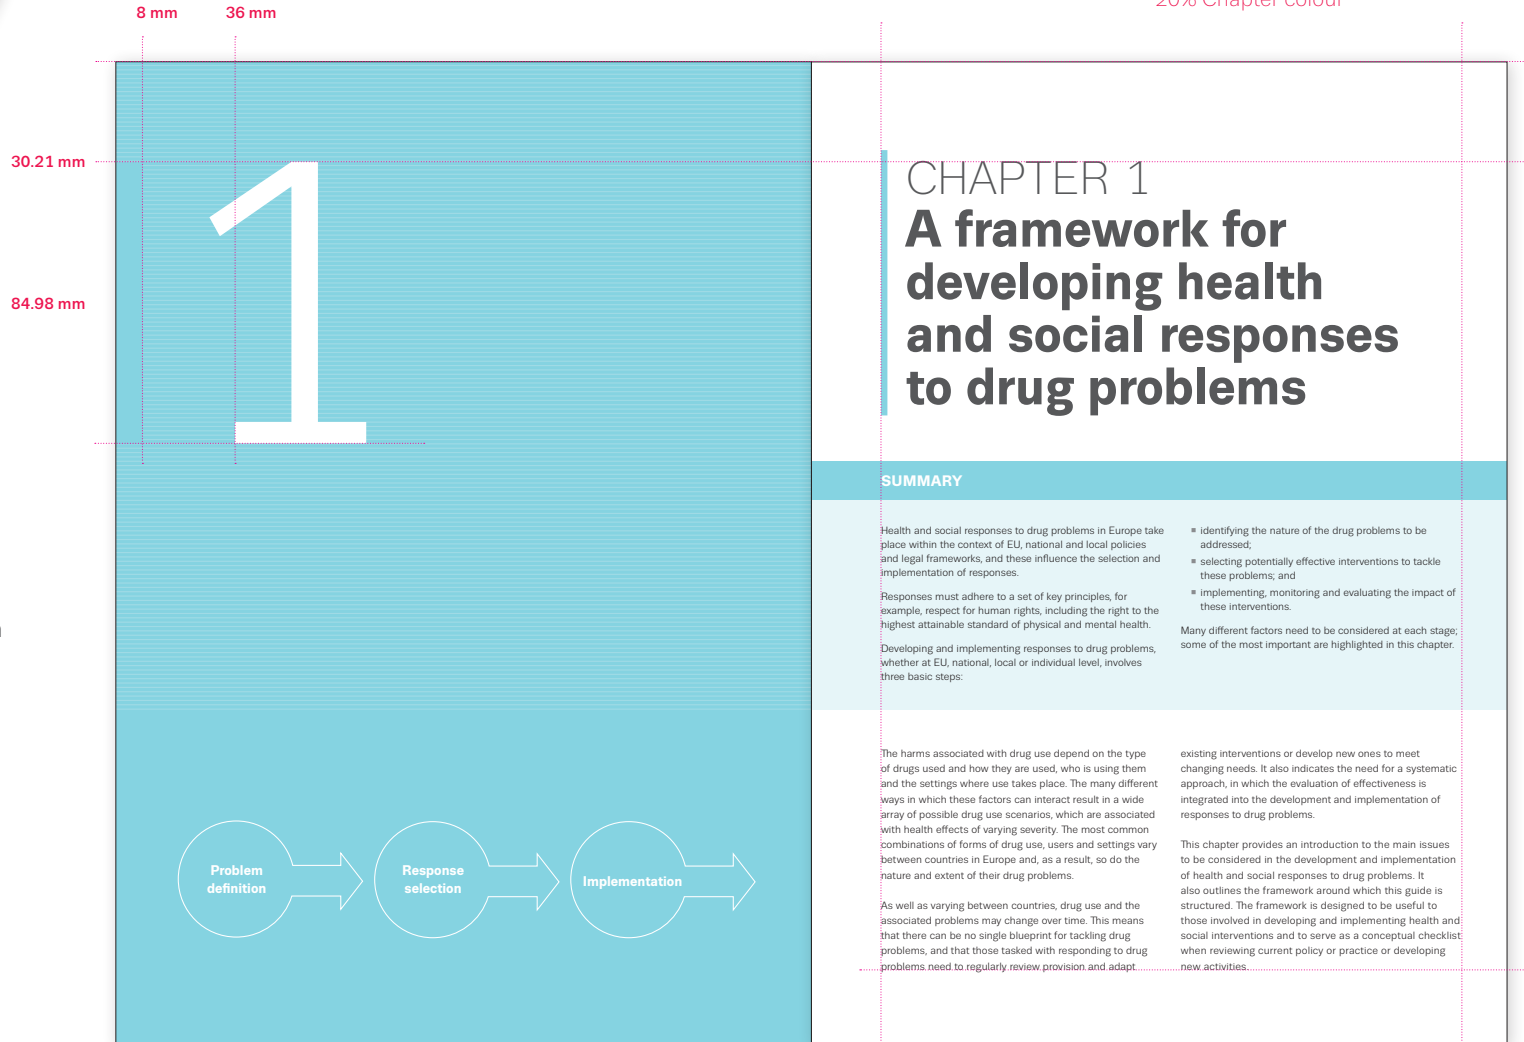 8 mm
36 mm
20% Chapter colour
30.21 mm
84.98 mm
1
Problem
definition
Response
selection
Implementation
CHAPTER 1
A framework for
developing health
and social responses
to drug problems
SUMMARY
Health and social responses to drug problems in Europe take
place within the context of EU, national and local policies
and legal frameworks, and these influence the selection and
implementation of responses.
Responses must adhere to a set of key principles, for
example, respect for human rights, including the right to the
highest attainable standard of physical and mental health.
Developing and implementing responses to drug problems,
whether at EU, national, local or individual level, involves
three basic steps:
▪ identifying the nature of the drug problems to be
addressed;
▪ selecting potentially effective interventions to tackle
these problems; and
▪ implementing, monitoring and evaluating the impact of
these interventions.
Many different factors need to be considered at each stage;
some of the most important are highlighted in this chapter.
The harms associated with drug use depend on the type
of drugs used and how they are used, who is using them
and the settings where use takes place. The many different
ways in which these factors can interact result in a wide
array of possible drug use scenarios, which are associated
with health effects of varying severity. The most common
combinations of forms of drug use, users and settings vary
between countries in Europe and, as a result, so do the
nature and extent of their drug problems.
As well as varying between countries, drug use and the
associated problems may change over time. This means
that there can be no single blueprint for tackling drug
problems, and that those tasked with responding to drug
problems need to regularly review provision and adapt
existing interventions or develop new ones to meet
changing needs. It also indicates the need for a systematic
approach, in which the evaluation of effectiveness is
integrated into the development and implementation of
responses to drug problems.
This chapter provides an introduction to the main issues
to be considered in the development and implementation
of health and social responses to drug problems. It
also outlines the framework around which this guide is
structured. The framework is designed to be useful to
those involved in developing and implementing health and
social interventions and to serve as a conceptual checklist
when reviewing current policy or practice or developing
new activities.